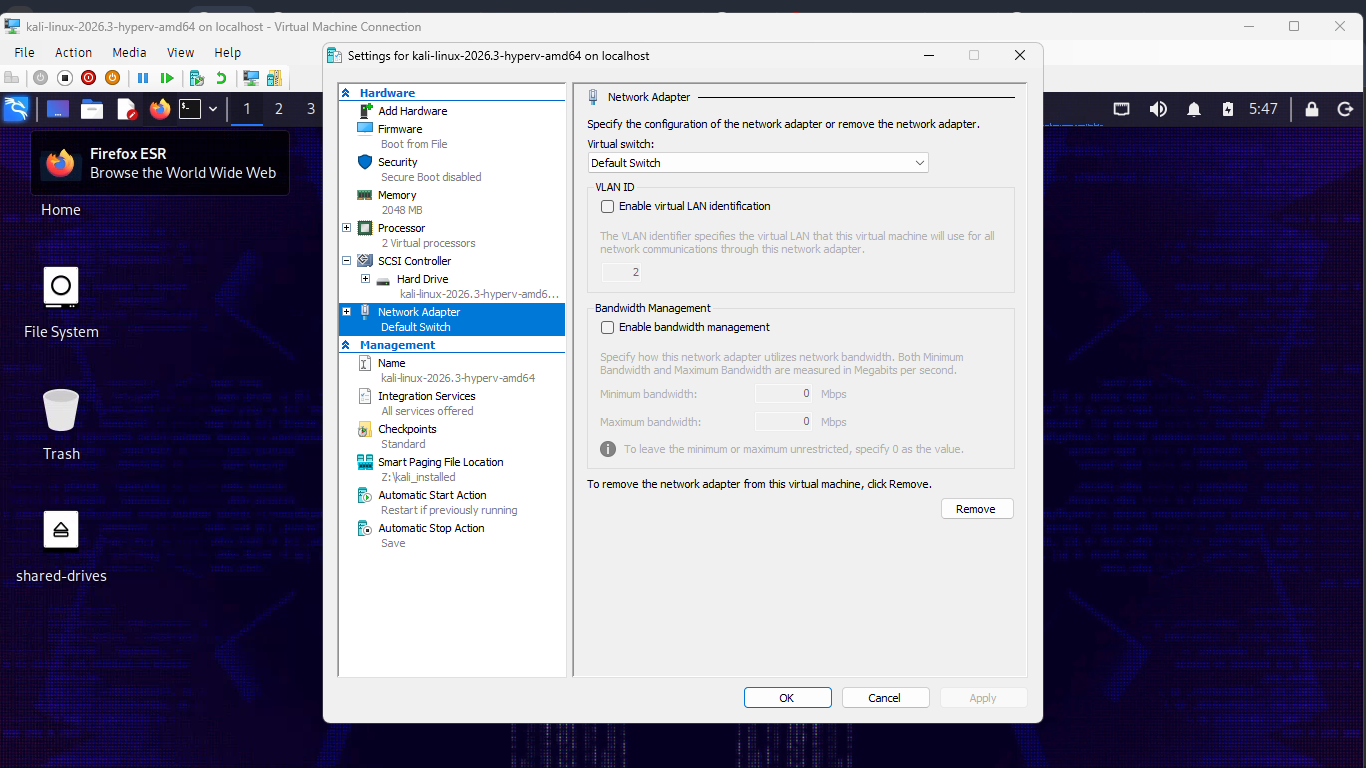 kali-linux-2026.3-hyperv-amd64 on localhost - Virtual Machine Connection
File Action Media View Help
1 2 3
5:47
Firefox ESR
Browse the World Wide Web
Home
File System
Trash
shared-drives
Settings for kali-linux-2026.3-hyperv-amd64 on localhost
Hardware
Add Hardware
Firmware
Boot from File
Security
Secure Boot disabled
Memory
2048 MB
Processor
2 Virtual processors
SCSI Controller
Hard Drive
kali-linux-2026.3-hyperv-amd6...
Network Adapter
Default Switch
Management
Name
kali-linux-2026.3-hyperv-amd64
Integration Services
All services offered
Checkpoints
Standard
Smart Paging File Location
Z:\kali_installed
Automatic Start Action
Restart if previously running
Automatic Stop Action
Save
Network Adapter
Specify the configuration of the network adapter or remove the network adapter.
Virtual switch:
Default Switch
VLAN ID
Enable virtual LAN identification
The VLAN identifier specifies the virtual LAN that this virtual machine will use for all
network communications through this network adapter.
2
Bandwidth Management
Enable bandwidth management
Specify how this network adapter utilizes network bandwidth. Both Minimum
Bandwidth and Maximum Bandwidth are measured in Megabits per second.
Minimum bandwidth: 0 Mbps
Maximum bandwidth: 0 Mbps
To leave the minimum or maximum unrestricted, specify 0 as the value.
To remove the network adapter from this virtual machine, click Remove.
Remove
OK Cancel Apply